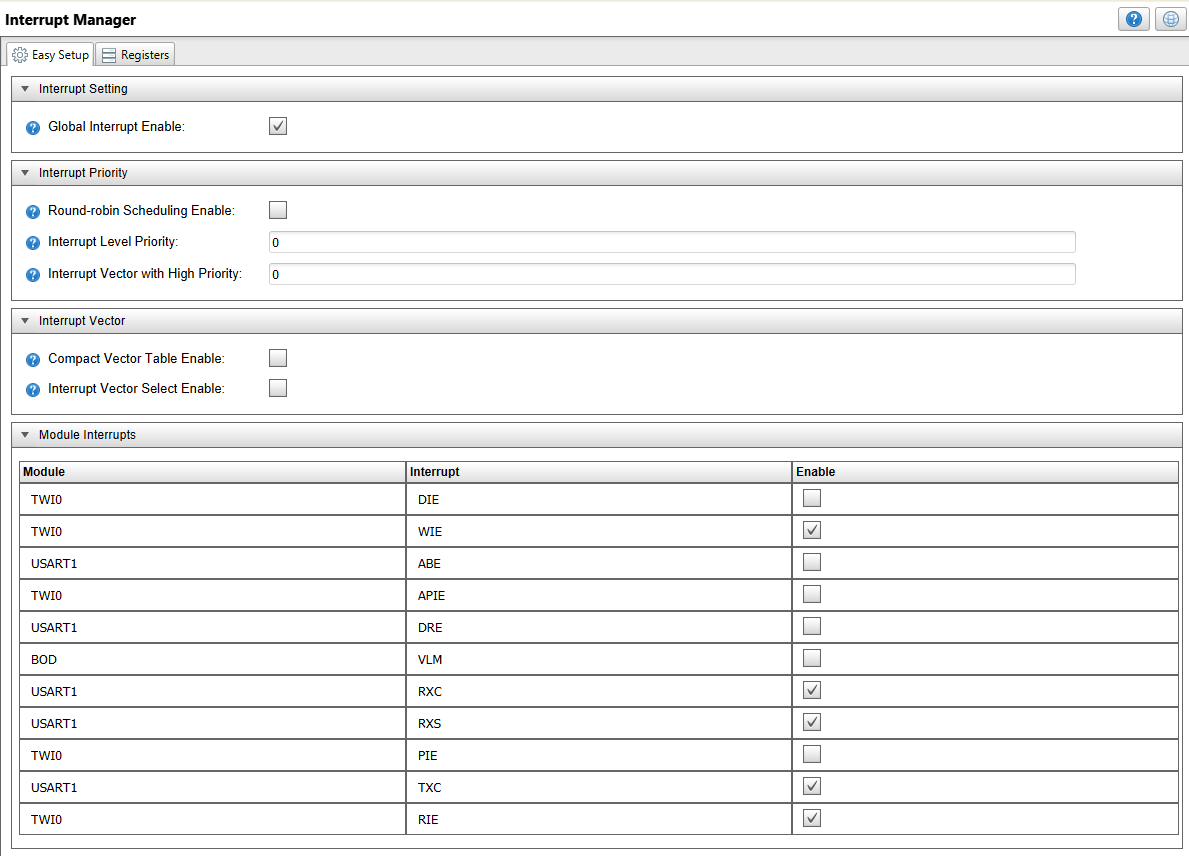 Interrupt Manager
Easy Setup Registers
Interrupt Setting
Global Interrupt Enable:
Interrupt Priority
Round-robin Scheduling Enable:
Interrupt Level Priority: 0
Interrupt Vector with High Priority: 0
Interrupt Vector
Compact Vector Table Enable:
Interrupt Vector Select Enable:
Module Interrupts
Module Interrupt Enable
TWI0 DIE
TWI0 WIE
USART1 ABE
TWI0 APIE
USART1 DRE
BOD VLM
USART1 RXC
USART1 RXS
TWI0 PIE
USART1 TXC
TWI0 RIE